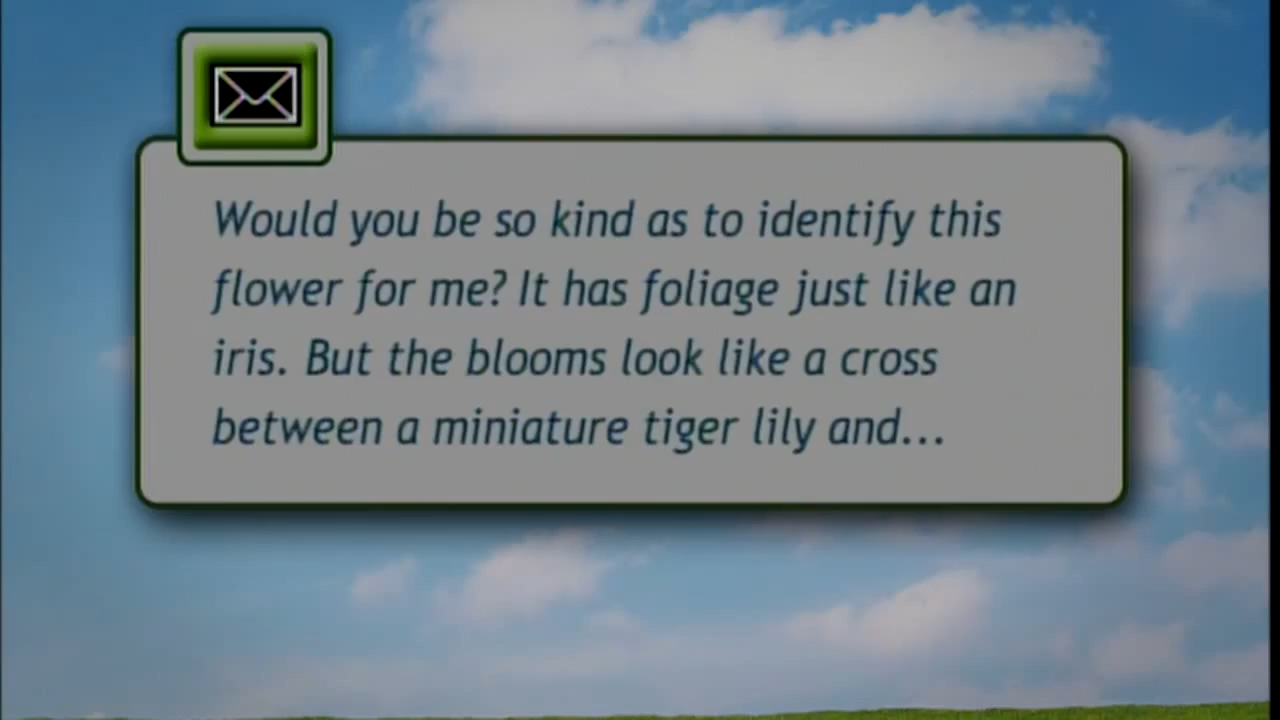 Would you be so kind as to identify this
flower for me? It has foliage just like an
iris. But the blooms look like a cross
between a miniature tiger lily and...